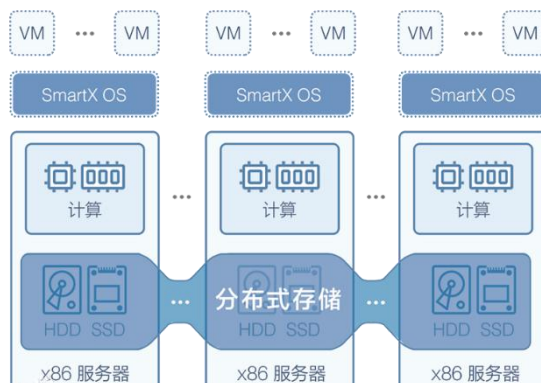 VM ... VM VM ... VM VM ... VM
SmartX OS SmartX OS SmartX OS
... ...
计算 计算 计算
... 分布式存储 ...
HDD SSD HDD SSD HDD SSD
x86 服务器 x86 服务器 x86 服务器